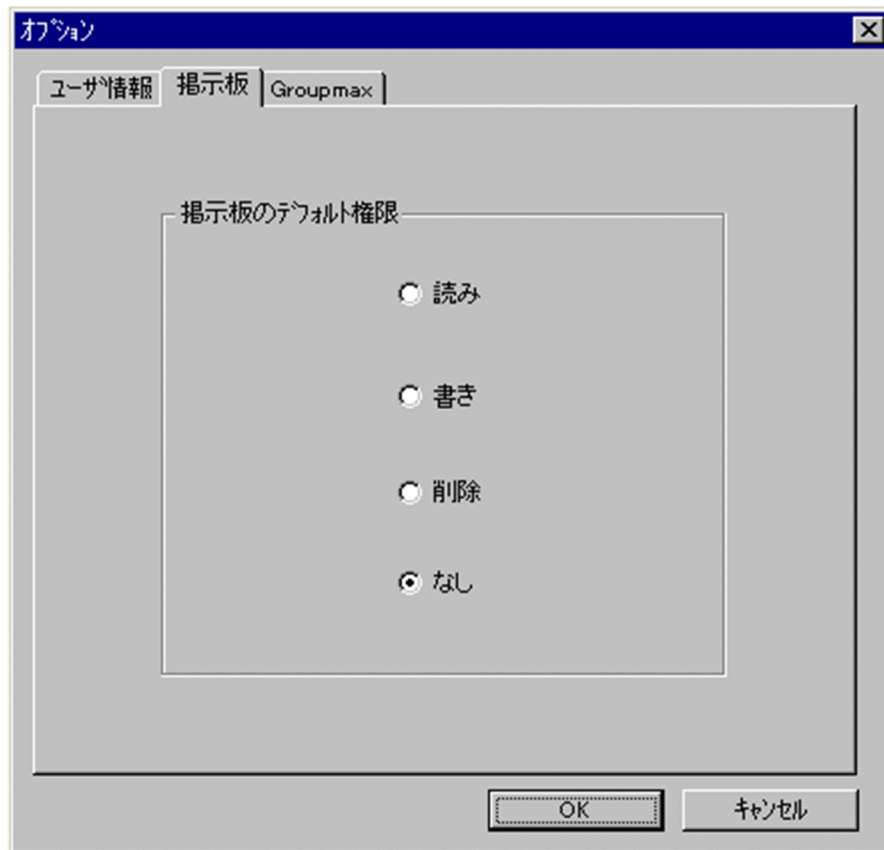 オプション
ユーザ情報 掲示板 Groupmax
掲示板のデフォルト権限
読み
書き
削除
なし
OK キャンセル